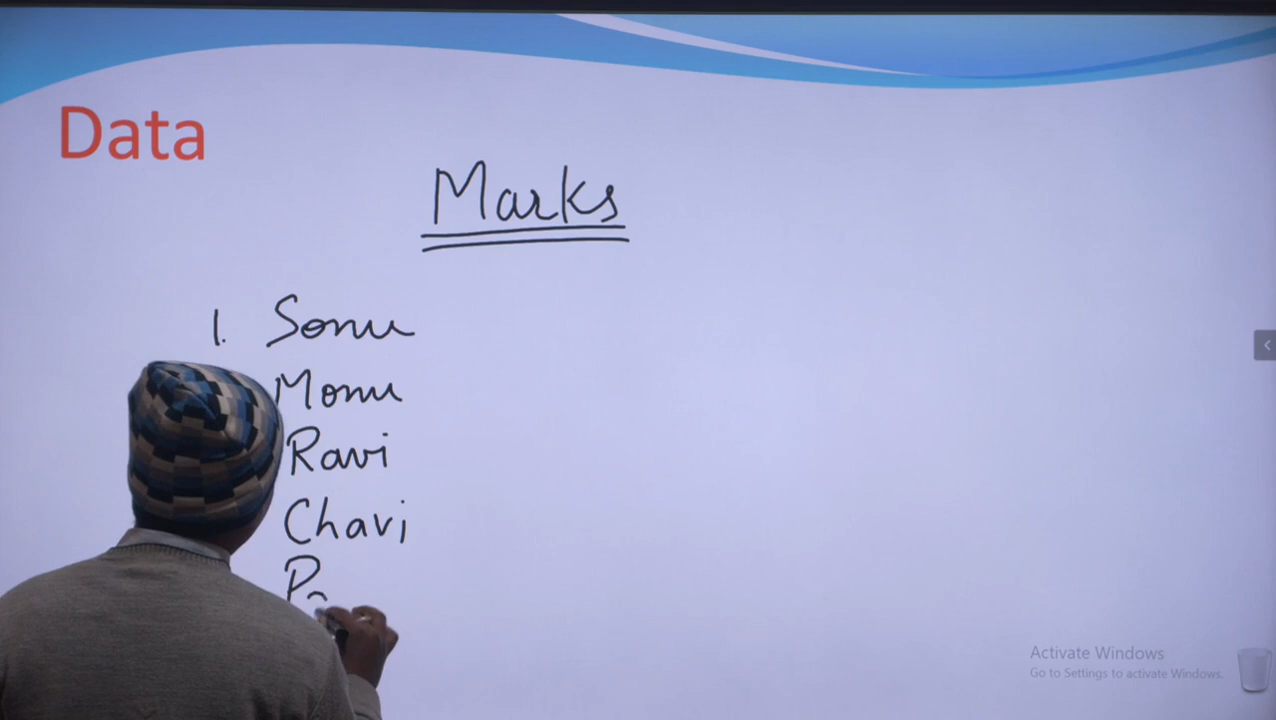 Data
Marks
1. Sonu
Monu
Ravi
Chavi
Activate Windows
Go to Settings to activate Windows.